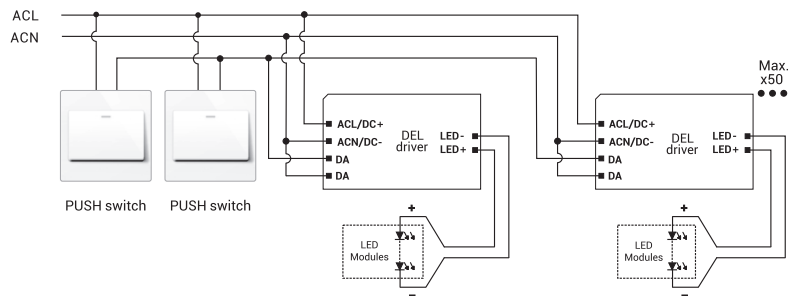 ACL
ACN
Max.
x50
ACL/DC+
ACN/DC-
DA
DA
DEL
driver
LED-
LED+
ACL/DC+
ACN/DC-
DA
DA
DEL
driver
LED-
LED+
PUSH switch
PUSH switch
+
LED
Modules
–
+
LED
Modules
–